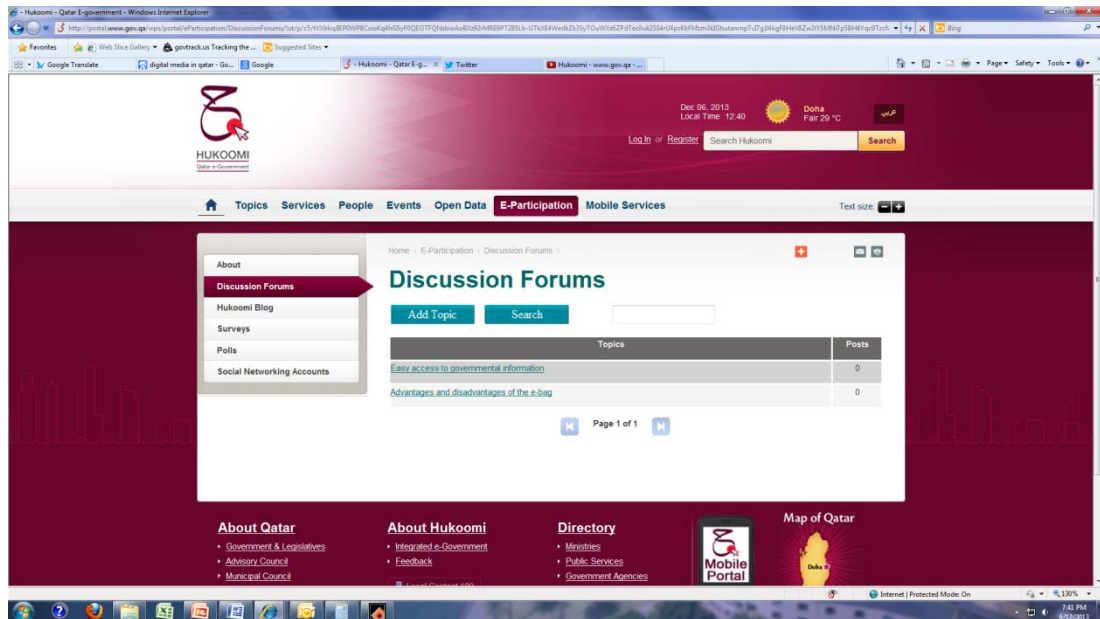 - Hukoomi - Qatar E-government - Windows Internet Explorer
Favorites Web Slice Gallery govtrack.us Tracking the ... Suggested Sites
Google Translate digital media in qatar - Go... Google - Hukoomi - Qatar E-g... Twitter Hukoomi - www.gov.qa - ...
Page Safety Tools
Bing
HUKOOMI
Qatar e-Government
Dec 06, 2013
Local Time 12:40
Doha
Fair 29 °C
عربي
Log In or Register Search Hukoomi Search
Topics Services People Events Open Data E-Participation Mobile Services Text size: - +
About
Discussion Forums
Hukoomi Blog
Surveys
Polls
Social Networking Accounts
Home › E-Participation › Discussion Forums ›
Discussion Forums
Add Topic Search
Topics Posts
Easy access to governmental information 0
Advantages and disadvantages of the e-bag 0
Page 1 of 1
About Qatar
Government & Legislatives
Advisory Council
Municipal Council
About Hukoomi
Integrated e-Government
Feedback
Directory
Ministries
Public Services
Government Agencies
Mobile
Portal
Map of Qatar
Doha
Internet | Protected Mode: On 130%
7:41 PM
6/12/2013